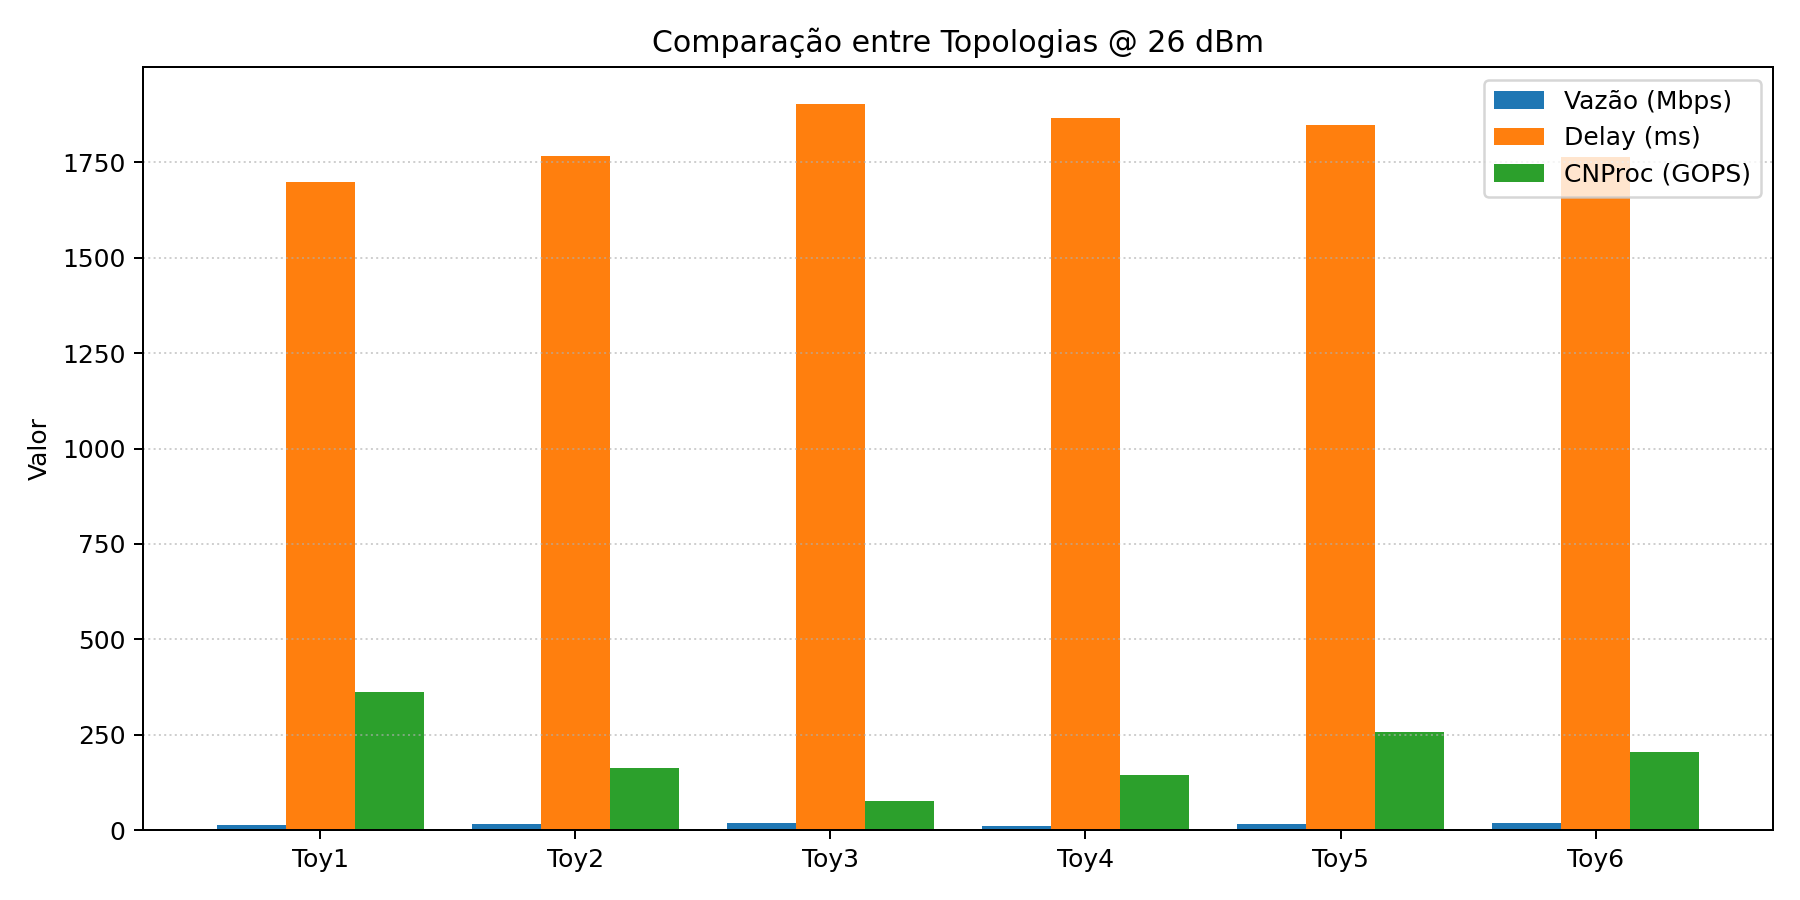 Comparação entre Topologias @ 26 dBm
Vazão (Mbps)
Delay (ms)
CNProc (GOPS)
Valor
1750
1500
1250
1000
750
500
250
0
Toy1 Toy2 Toy3 Toy4 Toy5 Toy6